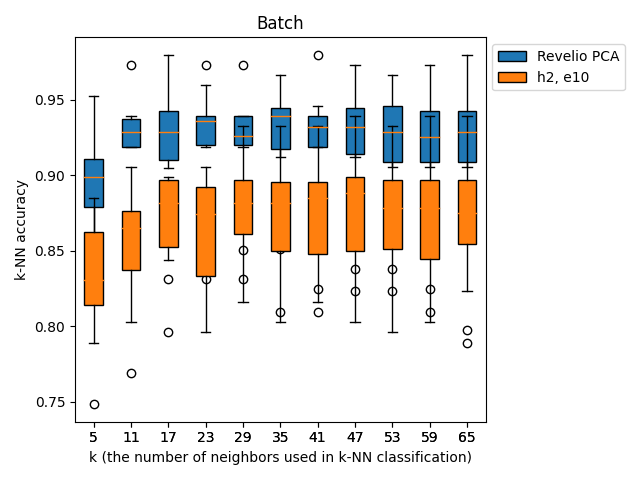 Batch
Revelio PCA
h2, e10
k-NN accuracy
0.95
0.90
0.85
0.80
0.75
5 11 17 23 29 35 41 47 53 59 65
k (the number of neighbors used in k-NN classification)